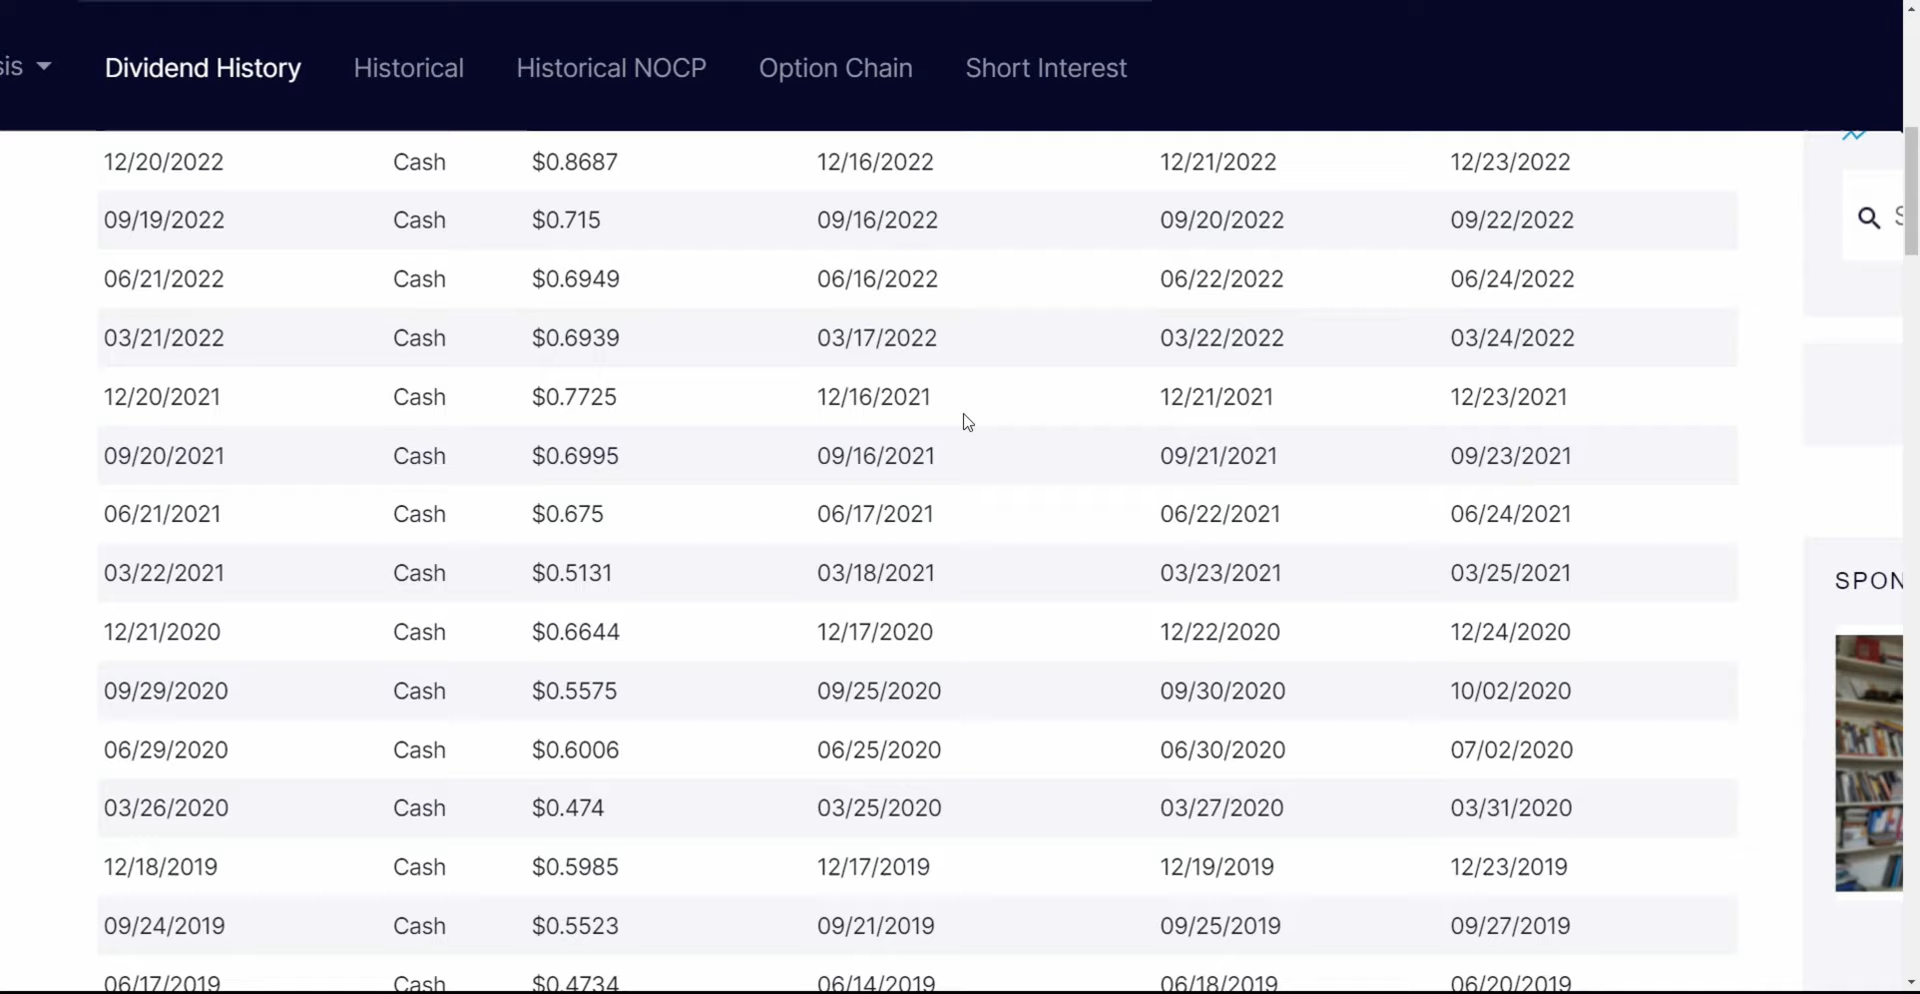 sis Dividend History Historical Historical NOCP Option Chain Short Interest
12/20/2022 Cash $0.8687 12/16/2022 12/21/2022 12/23/2022
09/19/2022 Cash $0.715 09/16/2022 09/20/2022 09/22/2022
06/21/2022 Cash $0.6949 06/16/2022 06/22/2022 06/24/2022
03/21/2022 Cash $0.6939 03/17/2022 03/22/2022 03/24/2022
12/20/2021 Cash $0.7725 12/16/2021 12/21/2021 12/23/2021
09/20/2021 Cash $0.6995 09/16/2021 09/21/2021 09/23/2021
06/21/2021 Cash $0.675 06/17/2021 06/22/2021 06/24/2021
03/22/2021 Cash $0.5131 03/18/2021 03/23/2021 03/25/2021
SPON
12/21/2020 Cash $0.6644 12/17/2020 12/22/2020 12/24/2020
09/29/2020 Cash $0.5575 09/25/2020 09/30/2020 10/02/2020
06/29/2020 Cash $0.6006 06/25/2020 06/30/2020 07/02/2020
03/26/2020 Cash $0.474 03/25/2020 03/27/2020 03/31/2020
12/18/2019 Cash $0.5985 12/17/2019 12/19/2019 12/23/2019
09/24/2019 Cash $0.5523 09/21/2019 09/25/2019 09/27/2019
06/17/2019 Cash $0.4734 06/14/2019 06/18/2019 06/20/2019